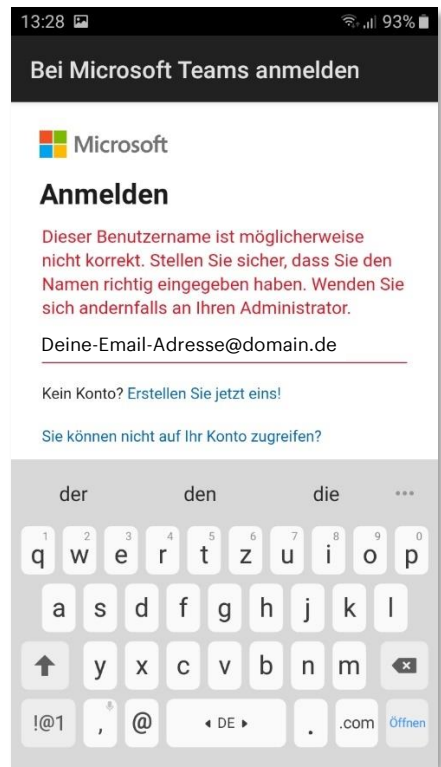 13:28 93%
Bei Microsoft Teams anmelden
Microsoft
Anmelden
Dieser Benutzername ist möglicherweise
nicht korrekt. Stellen Sie sicher, dass Sie den
Namen richtig eingegeben haben. Wenden Sie
sich andernfalls an Ihren Administrator.
Deine-Email-Adresse@domain.de
Kein Konto? Erstellen Sie jetzt eins!
Sie können nicht auf Ihr Konto zugreifen?
der den die ...
1 2 3 4 5 6 7 8 9 0
q w e r t z u i o p
a s d f g h j k l
y x c v b n m
!@1 , @ DE . .com Öffnen